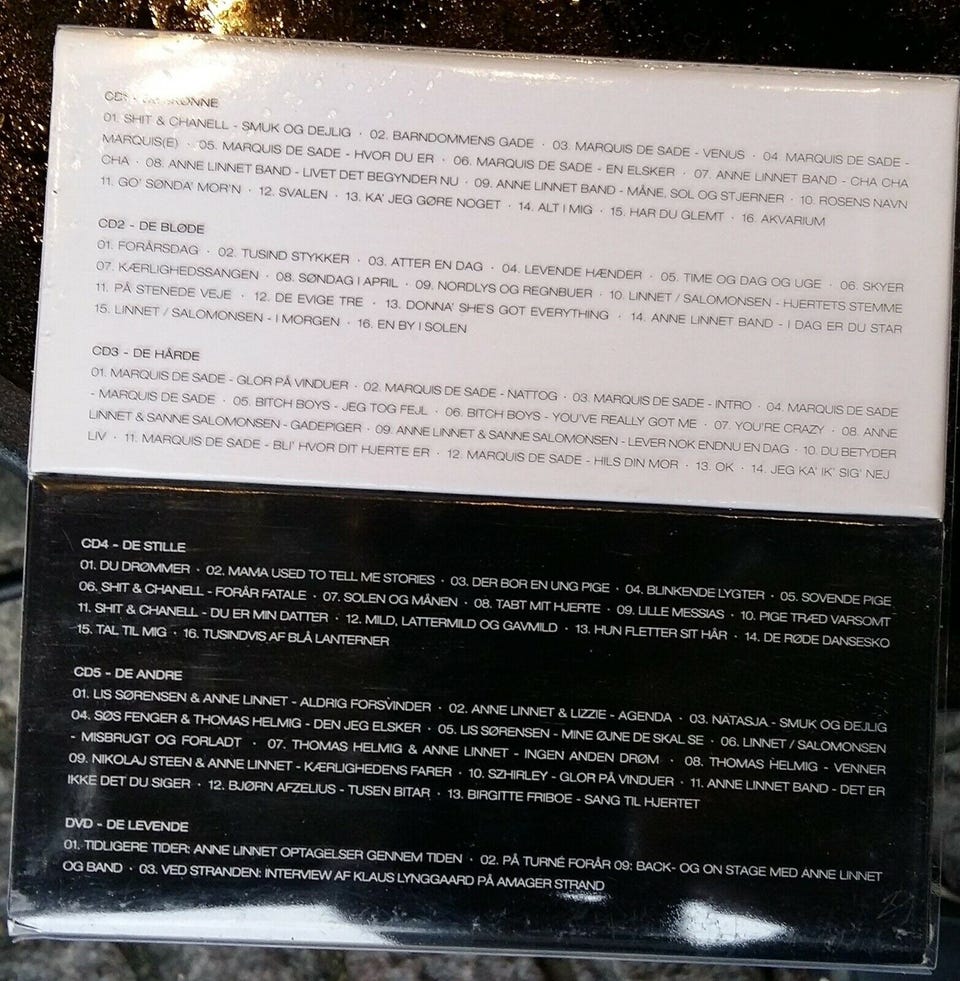 CD1 - DE SKØNNE
01. SHIT & CHANELL - SMUK OG DEJLIG · 02. BARNDOMMENS GADE · 03. MARQUIS DE SADE - VENUS · 04. MARQUIS DE SADE -
MARQUIS(E) · 05. MARQUIS DE SADE - HVOR DU ER · 06. MARQUIS DE SADE - EN ELSKER · 07. ANNE LINNET BAND - CHA CHA
CHA · 08. ANNE LINNET BAND - LIVET DET BEGYNDER NU · 09. ANNE LINNET BAND - MÅNE, SOL OG STJERNER · 10. ROSENS NAVN
11. GO' SØNDA' MOR'N · 12. SVALEN · 13. KA' JEG GØRE NOGET · 14. ALT I MIG · 15. HAR DU GLEMT · 16. AKVARIUM
CD2 - DE BLØDE
01. FORÅRSDAG · 02. TUSIND STYKKER · 03. ATTER EN DAG · 04. LEVENDE HÆNDER · 05. TIME OG DAG OG UGE · 06. SKYER
07. KÆRLIGHEDSSANGEN · 08. SØNDAG I APRIL · 09. NORDLYS OG REGNBUER · 10. LINNET / SALOMONSEN - HJERTETS STEMME
11. PÅ STENEDE VEJE · 12. DE EVIGE TRE · 13. DONNA' SHE'S GOT EVERYTHING · 14. ANNE LINNET BAND - I DAG ER DU STAR
15. LINNET / SALOMONSEN - I MORGEN · 16. EN BY I SOLEN
CD3 - DE HÅRDE
01. MARQUIS DE SADE - GLOR PÅ VINDUER · 02. MARQUIS DE SADE - NATTOG · 03. MARQUIS DE SADE - INTRO · 04. MARQUIS DE SADE
- MARQUIS DE SADE · 05. BITCH BOYS - JEG TOG FEJL · 06. BITCH BOYS - YOU'VE REALLY GOT ME · 07. YOU'RE CRAZY · 08. ANNE
LINNET & SANNE SALOMONSEN - GADEPIGER · 09. ANNE LINNET & SANNE SALOMONSEN - LEVER NOK ENDNU EN DAG · 10. DU BETYDER
LIV · 11. MARQUIS DE SADE - BLI' HVOR DIT HJERTE ER · 12. MARQUIS DE SADE - HILS DIN MOR · 13. OK · 14. JEG KA' IK' SIG' NEJ
CD4 - DE STILLE
01. DU DRØMMER · 02. MAMA USED TO TELL ME STORIES · 03. DER BOR EN UNG PIGE · 04. BLINKENDE LYGTER · 05. SOVENDE PIGE
06. SHIT & CHANELL - FORÅR FATALE · 07. SOLEN OG MÅNEN · 08. TABT MIT HJERTE · 09. LILLE MESSIAS · 10. PIGE TRÆD VARSOMT
11. SHIT & CHANELL - DU ER MIN DATTER · 12. MILD, LATTERMILD OG GAVMILD · 13. HUN FLETTER SIT HÅR · 14. DE RØDE DANSESKO
15. TAL TIL MIG · 16. TUSINDVIS AF BLÅ LANTERNER
CD5 - DE ANDRE
01. LIS SØRENSEN & ANNE LINNET - ALDRIG FORSVINDER · 02. ANNE LINNET & LIZZIE - AGENDA · 03. NATASJA - SMUK OG DEJLIG
04. SØS FENGER & THOMAS HELMIG - DEN JEG ELSKER · 05. LIS SØRENSEN - MINE ØJNE DE SKAL SE · 06. LINNET / SALOMONSEN
- MISBRUGT OG FORLADT · 07. THOMAS HELMIG & ANNE LINNET - INGEN ANDEN DRØM · 08. THOMAS HELMIG - VENNER
09. NIKOLAJ STEEN & ANNE LINNET - KÆRLIGHEDENS FARER · 10. SZHIRLEY - GLOR PÅ VINDUER · 11. ANNE LINNET BAND - DET ER
IKKE DET DU SIGER · 12. BJØRN AFZELIUS - TUSEN BITAR · 13. BIRGITTE FRIBOE - SANG TIL HJERTET
DVD - DE LEVENDE
01. TIDLIGERE TIDER: ANNE LINNET OPTAGELSER GENNEM TIDEN · 02. PÅ TURNÉ FORÅR 09: BACK- OG ON STAGE MED ANNE LINNET
OG BAND · 03. VED STRANDEN: INTERVIEW AF KLAUS LYNGGAARD PÅ AMAGER STRAND